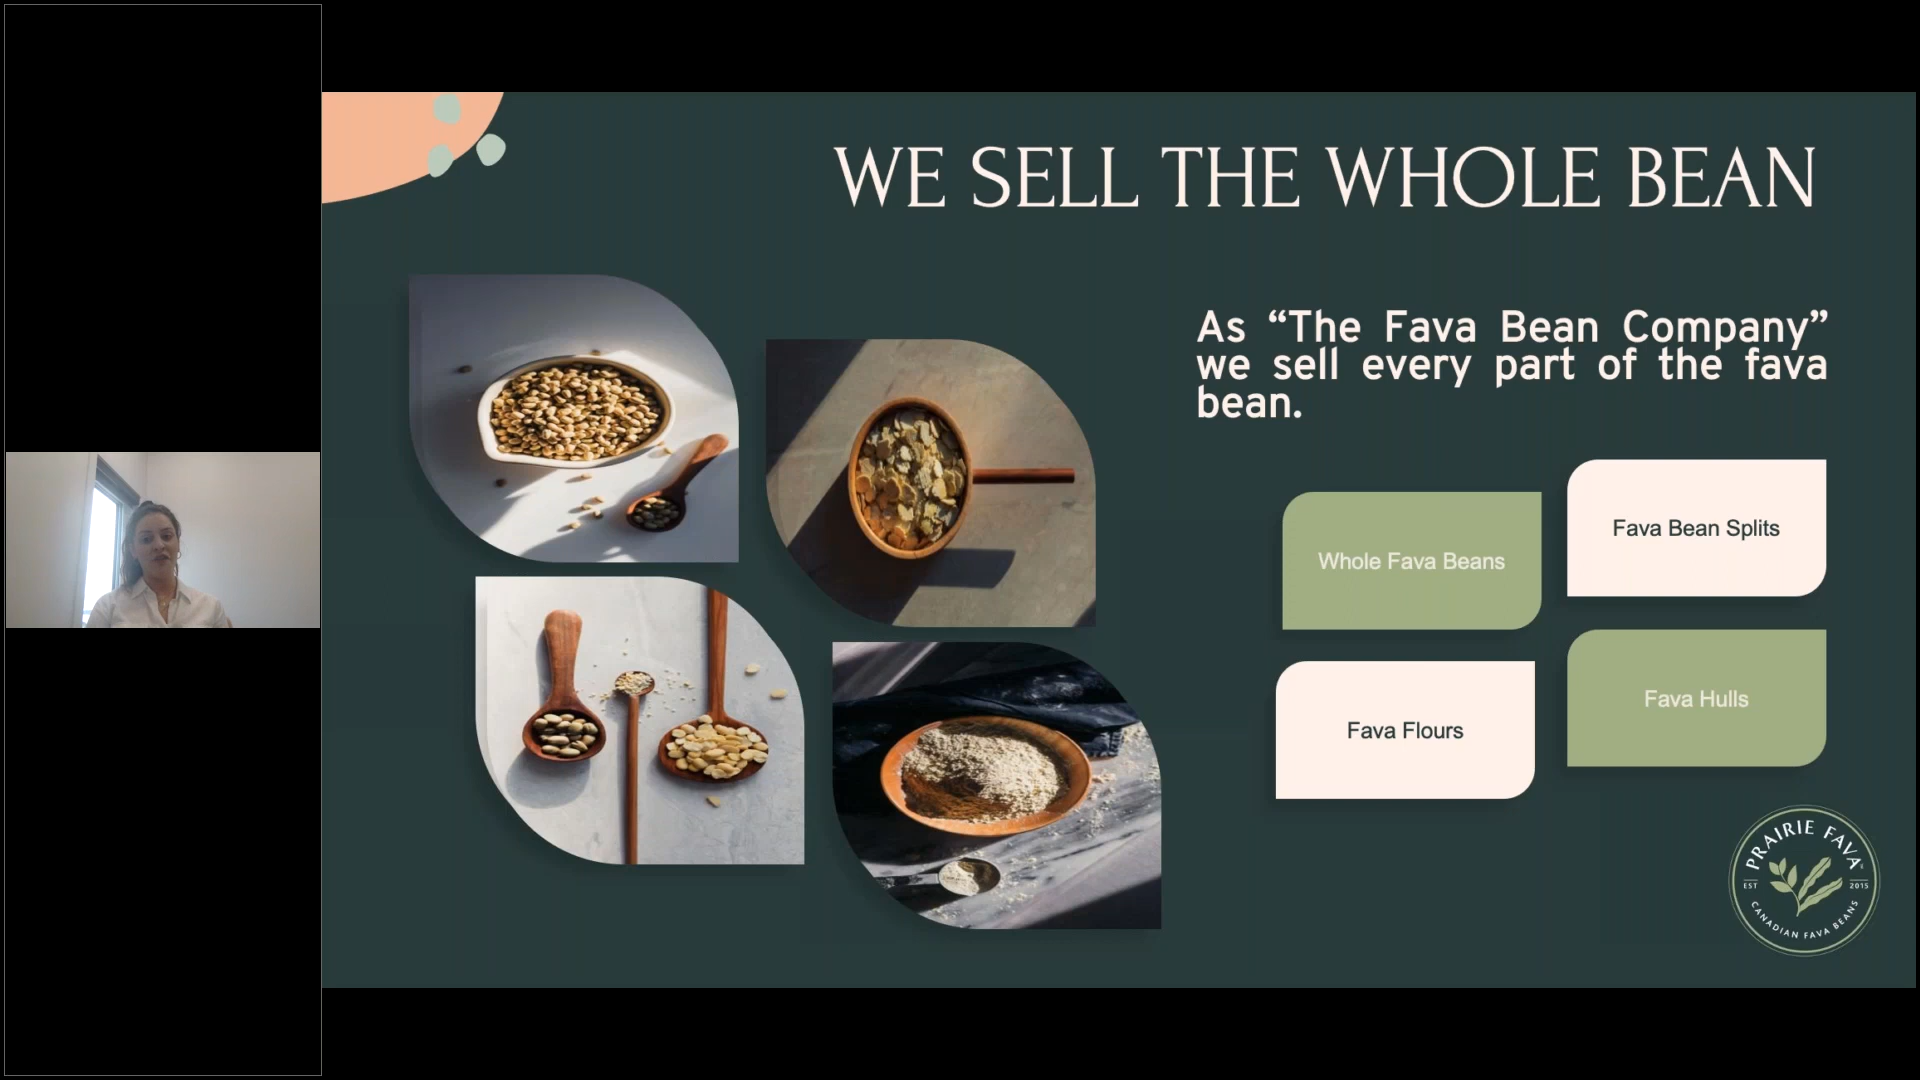 WE SELL THE WHOLE BEAN
As “The Fava Bean Company”
we sell every part of the fava
bean.
Whole Fava Beans
Fava Bean Splits
Fava Flours
Fava Hulls
PRAIRIE FAVA
EST 2015
CANADIAN FAVA BEANS